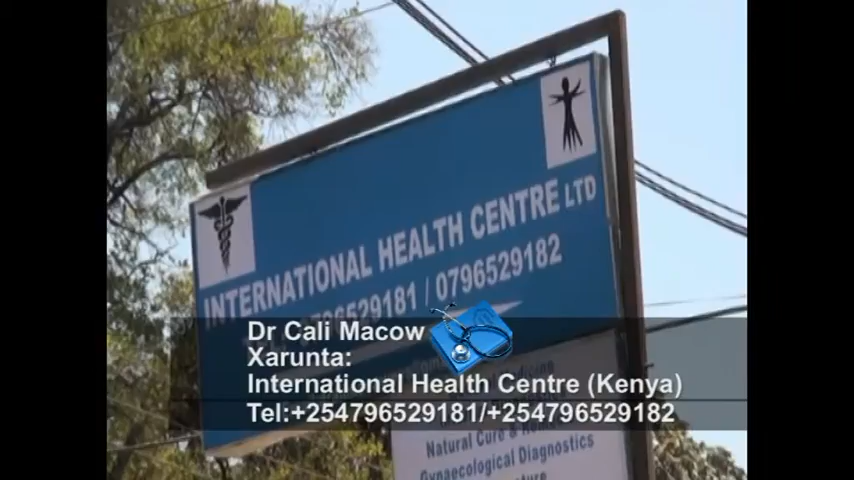 INTERNATIONAL HEALTH CENTRE LTD
0796529181 / 0796529182
Dr Cali Macow
Xarunta:
International Health Centre (Kenya)
Tel:+254796529181/+254796529182
Natural Cure &
Gynaecological Diagnostics